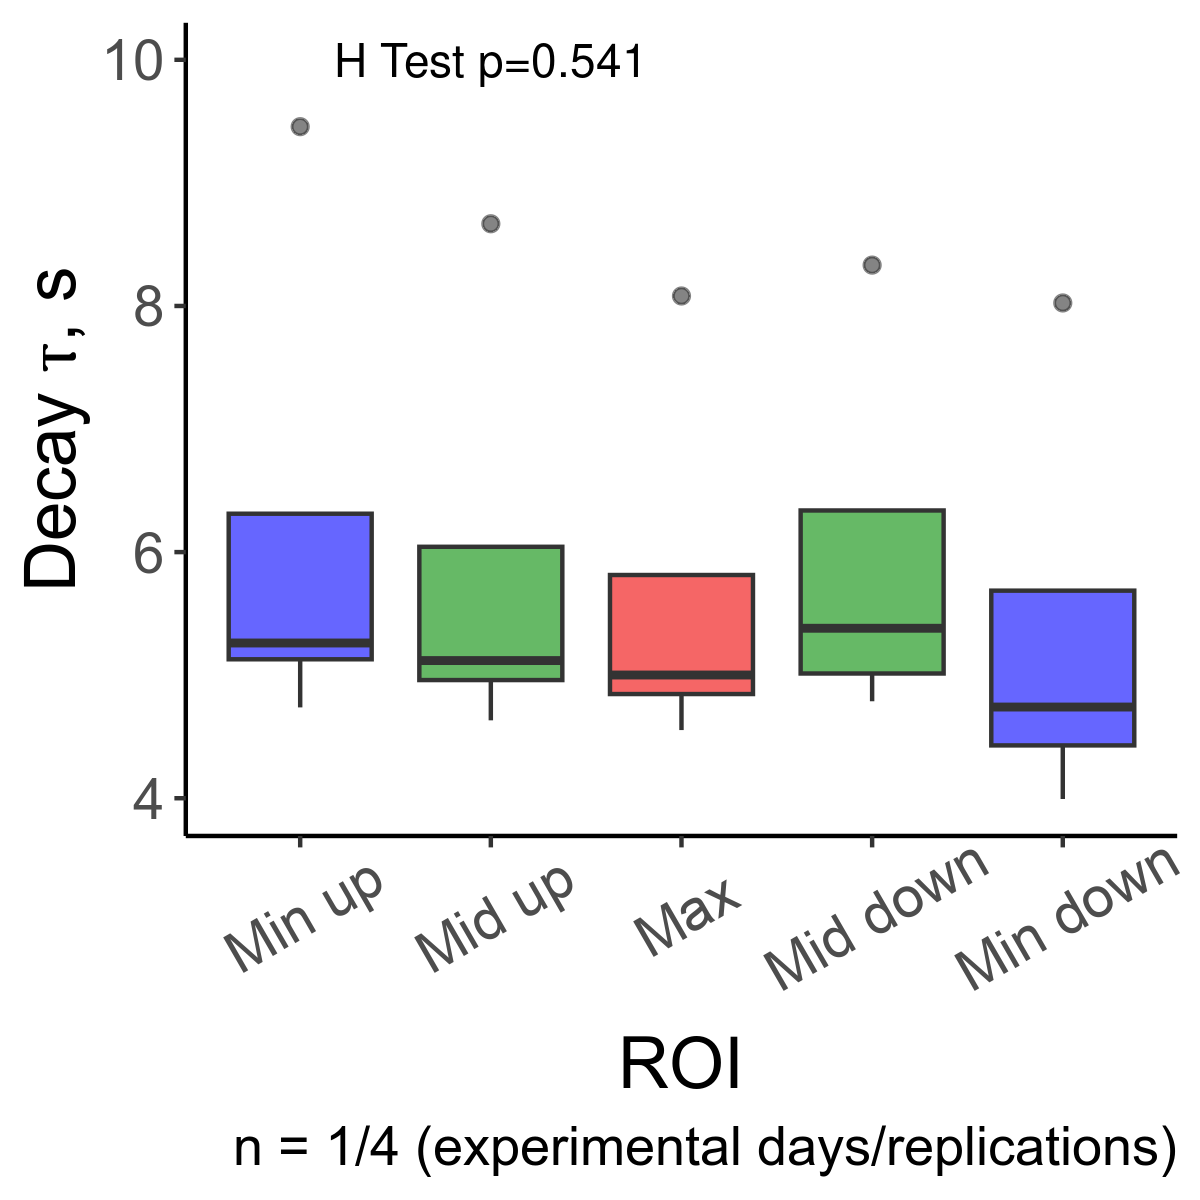 H Test p=0.541
10
8
6
4
Decay τ, s
Min up
Mid up
Max
Mid down
Min down
ROI
n = 1/4 (experimental days/replications)